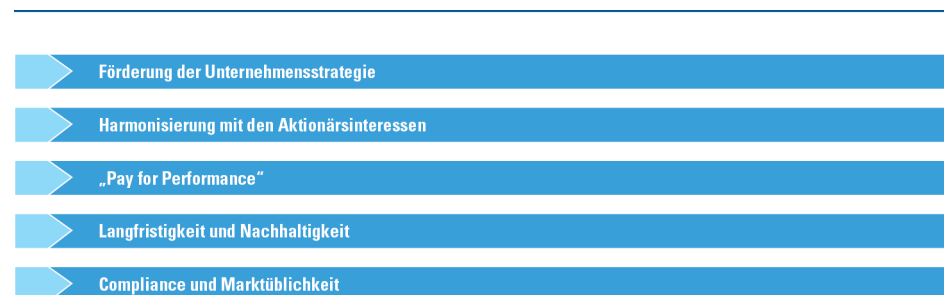 Förderung der Unternehmensstrategie
Harmonisierung mit den Aktionärsinteressen
„Pay for Performance“
Langfristigkeit und Nachhaltigkeit
Compliance und Marktüblichkeit